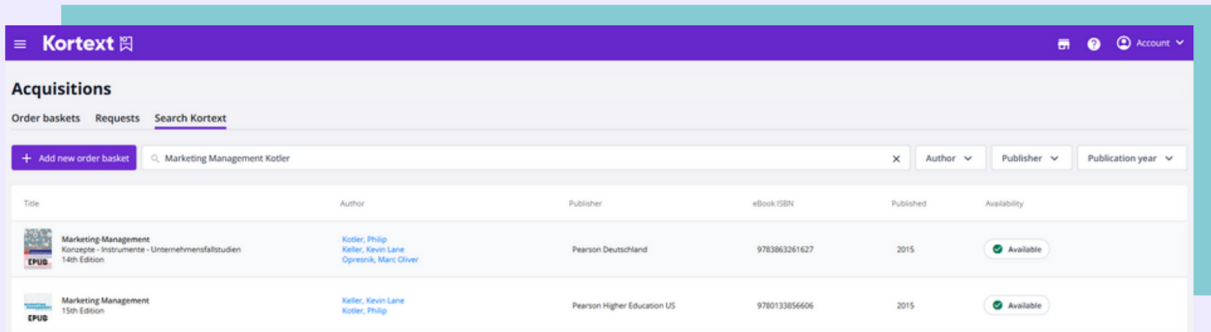 Kortext
Account
Acquisitions
Order baskets Requests Search Kortext
+ Add new order basket Marketing Management Kotler Author Publisher Publication year
Title Author Publisher eBook ISBN Published Availability
Marketing-Management Kotler, Philip
Konzepte - Instrumente - Unternehmensfallstudien Keller, Kevin Lane Pearson Deutschland 9783863261627 2015 Available
14th Edition Opresnik, Marc Oliver
EPUB
Marketing Management Keller, Kevin Lane
15th Edition Kotler, Philip Pearson Higher Education US 9780133856606 2015 Available
EPUB